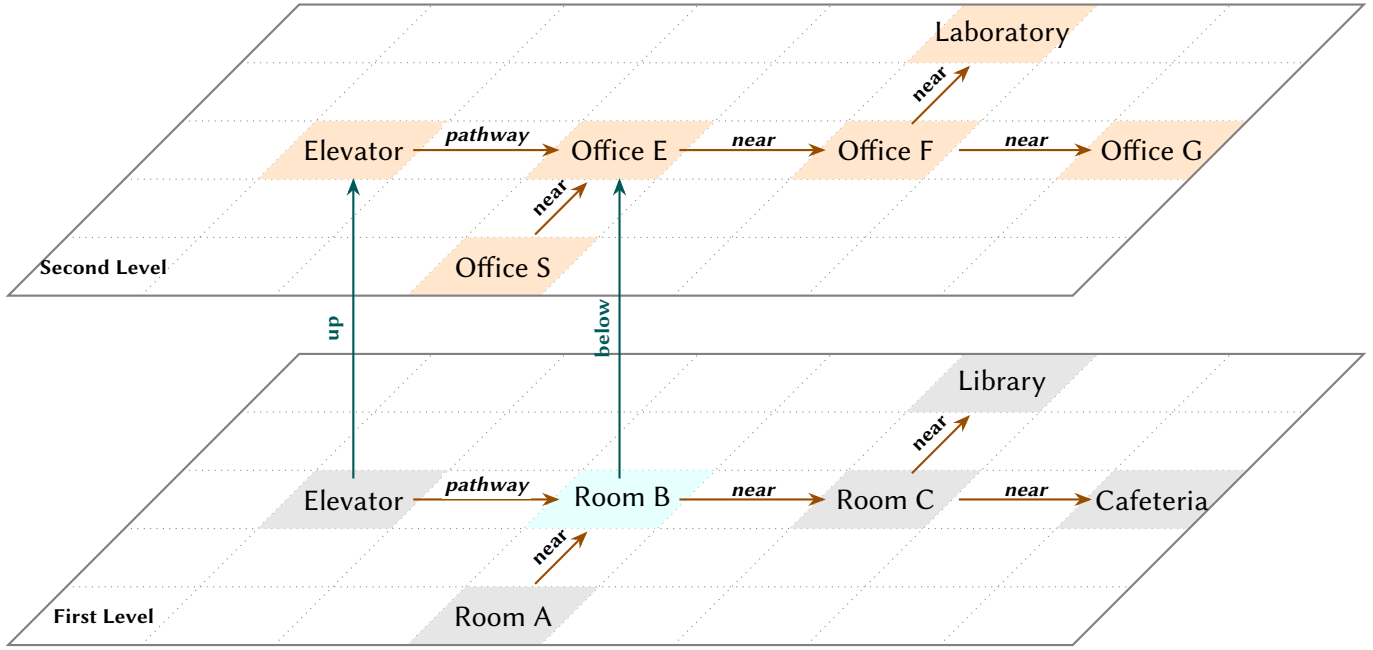 Laboratory
near
Elevator
pathway
Office E
near
Office F
near
Office G
near
Second Level
Office S
up
below
Library
near
Elevator
pathway
Room B
near
Room C
near
Cafeteria
near
First Level
Room A